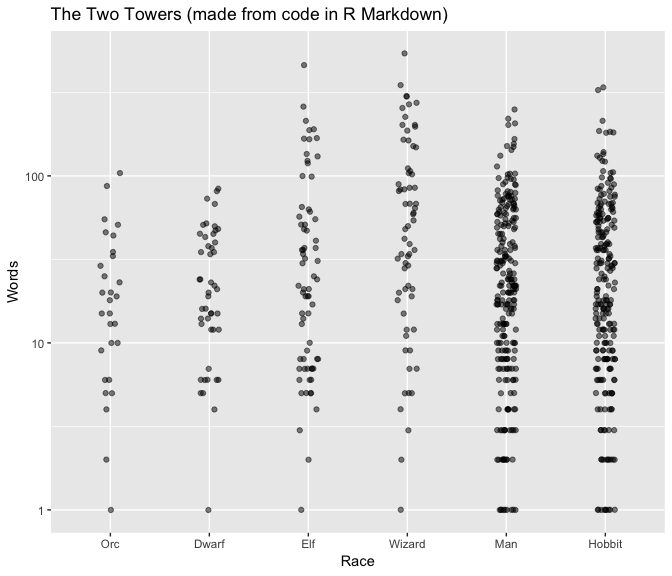 The Two Towers (made from code in R Markdown)
100
10
1
Words
Orc Dwarf Elf Wizard Man Hobbit
Race